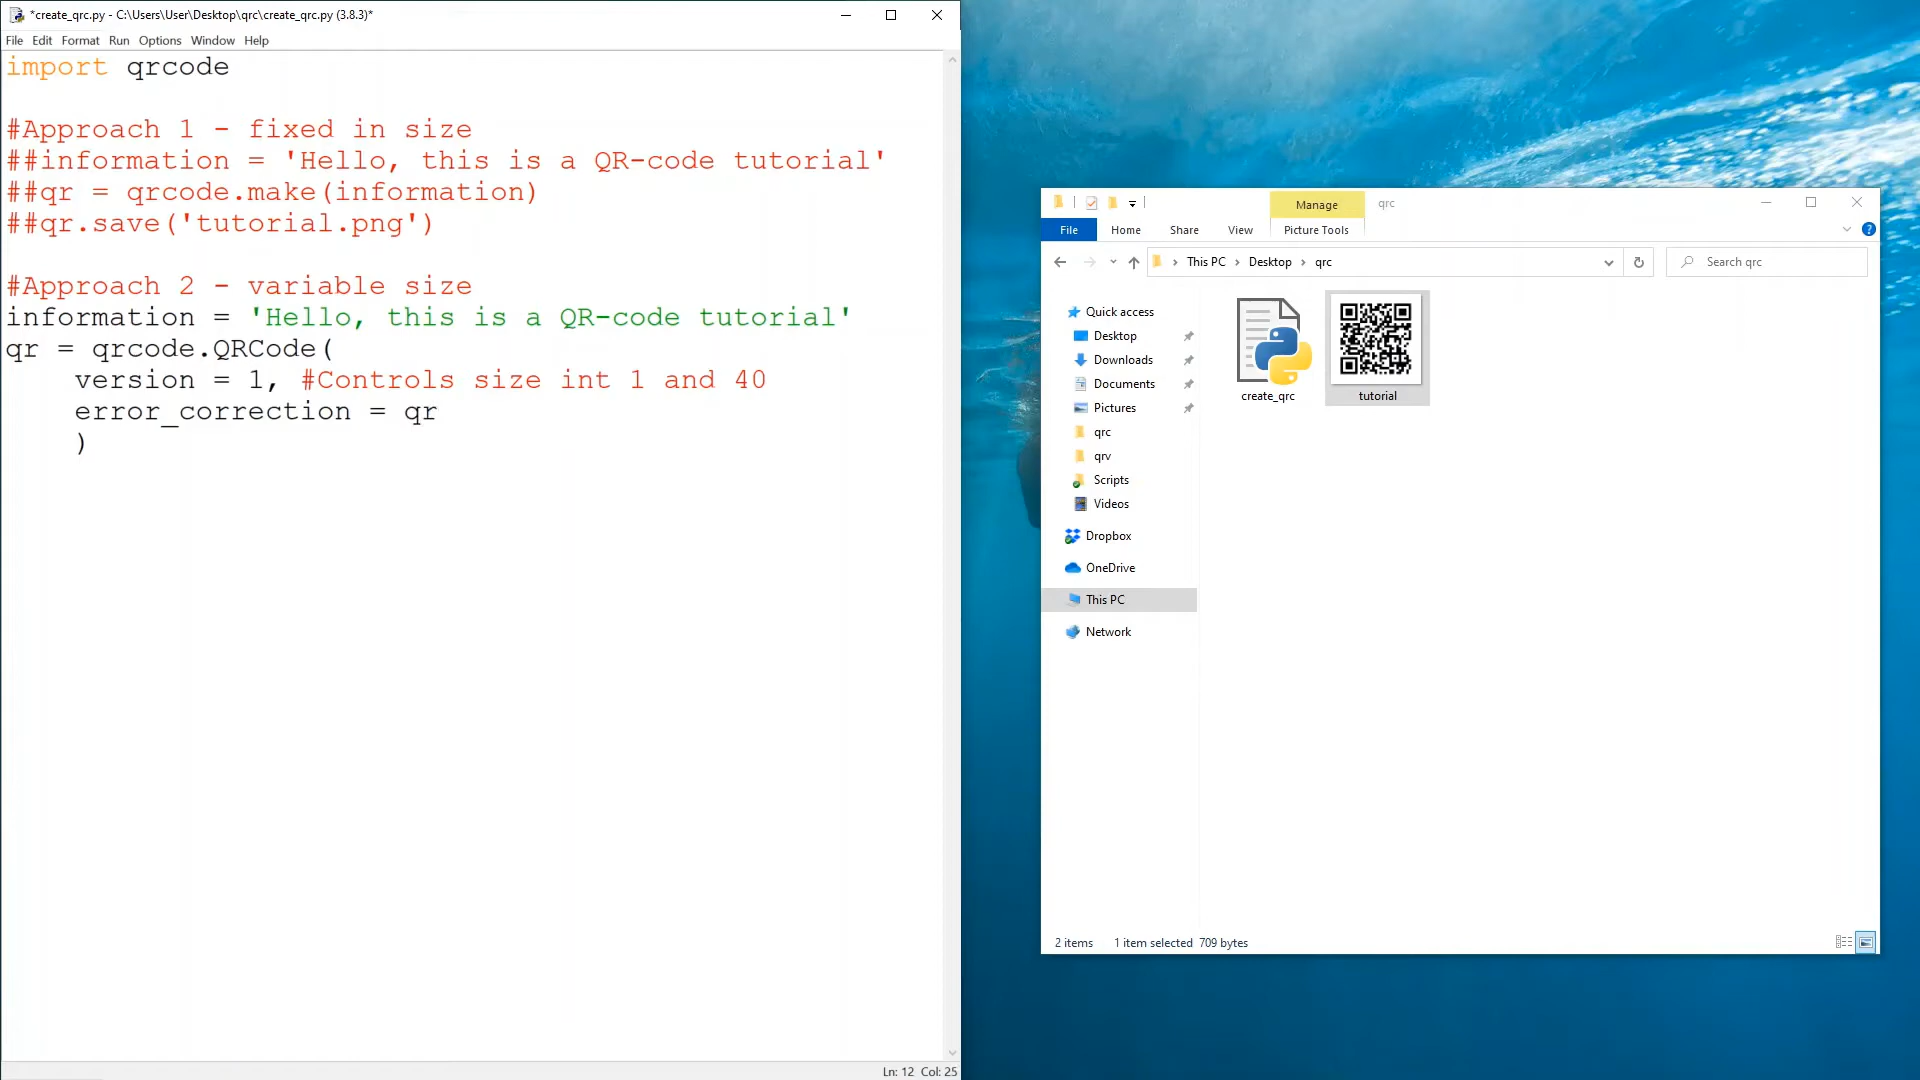 *create_qrc.py - C:\Users\User\Desktop\qrc\create_qrc.py (3.8.3)*
File Edit Format Run Options Window Help
import qrcode
#Approach 1 - fixed in size
##information = 'Hello, this is a QR-code tutorial'
##qr = qrcode.make(information)
##qr.save('tutorial.png')
#Approach 2 - variable size
information = 'Hello, this is a QR-code tutorial'
qr = qrcode.QRCode(
    version = 1, #Controls size int 1 and 40
    error_correction = qr
    )
Ln: 12 Col: 25
Manage qrc
File Home Share View Picture Tools
This PC > Desktop > qrc
Search qrc
Quick access
Desktop
Downloads
Documents
Pictures
qrc
qrv
Scripts
Videos
Dropbox
OneDrive
This PC
Network
create_qrc
tutorial
2 items 1 item selected 709 bytes